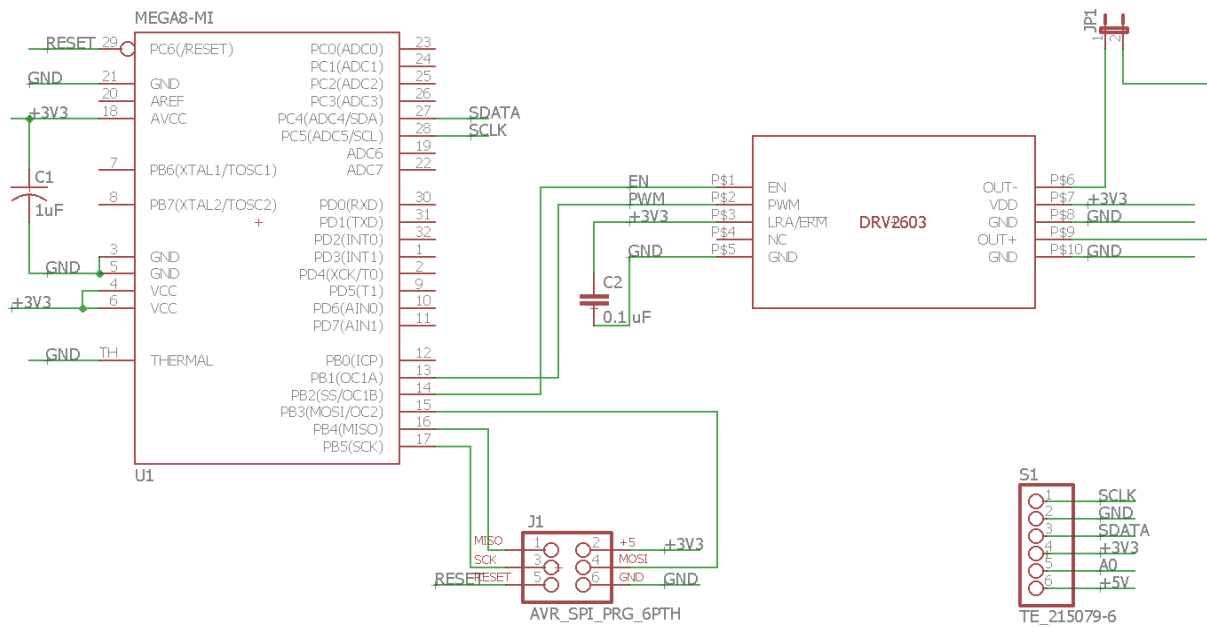 MEGA8-MI
RESET 29 PC6(/RESET) PC0(ADC0) 23
PC1(ADC1) 24
GND 21 GND PC2(ADC2) 25
20 AREF PC3(ADC3) 26
+3V3 18 AVCC PC4(ADC4/SDA) 27 SDATA
PC5(ADC5/SCL) 28 SCLK
ADC6 19
7 PB6(XTAL1/TOSC1) ADC7 22
C1
1uF
8 PB7(XTAL2/TOSC2) PD0(RXD) 30
PD1(TXD) 31
PD2(INT0) 32
3 GND PD3(INT1) 1
GND 5 GND PD4(XCK/T0) 2
4 VCC PD5(T1) 9
+3V3 6 VCC PD6(AIN0) 10
PD7(AIN1) 11
GND TH THERMAL PB0(ICP) 12
PB1(OC1A) 13
PB2(SS/OC1B) 14
PB3(MOSI/OC2) 15
PB4(MISO) 16
PB5(SCK) 17
U1
JP1
1
2
EN P$1 EN OUT- P$6
PWM P$2 PWM VDD P$7 +3V3
+3V3 P$3 LRA/ERM DRV2603 GND P$8 GND
P$4 NC OUT+ P$9
GND P$5 GND GND P$10 GND
C2
0.1 uF
J1
MISO 1 2 +5 +3V3
SCK 3 4 MOSI
RESET RESET 5 6 GND GND
AVR_SPI_PRG_6PTH
S1
1 SCLK
2 GND
3 SDATA
4 +3V3
5 A0
6 +5V
TE_215079-6